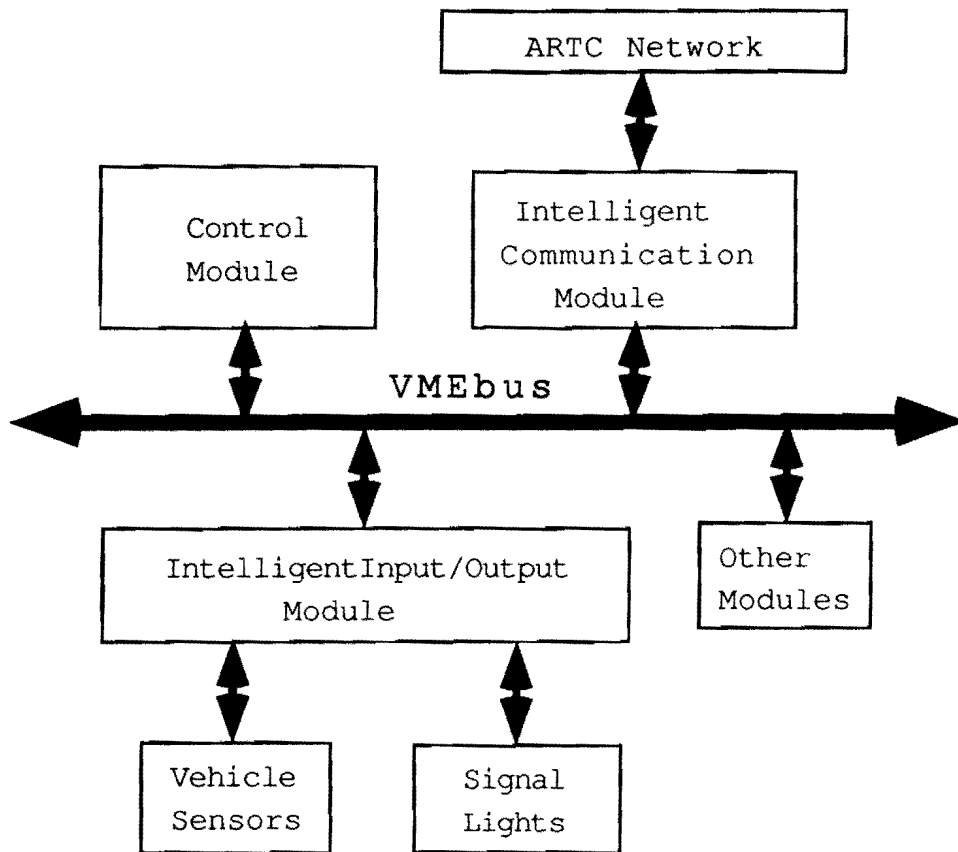 ARTC Network
Control
Module
Intelligent
Communication
Module
VMEbus
IntelligentInput/Output
Module
Other
Modules
Vehicle
Sensors
Signal
Lights